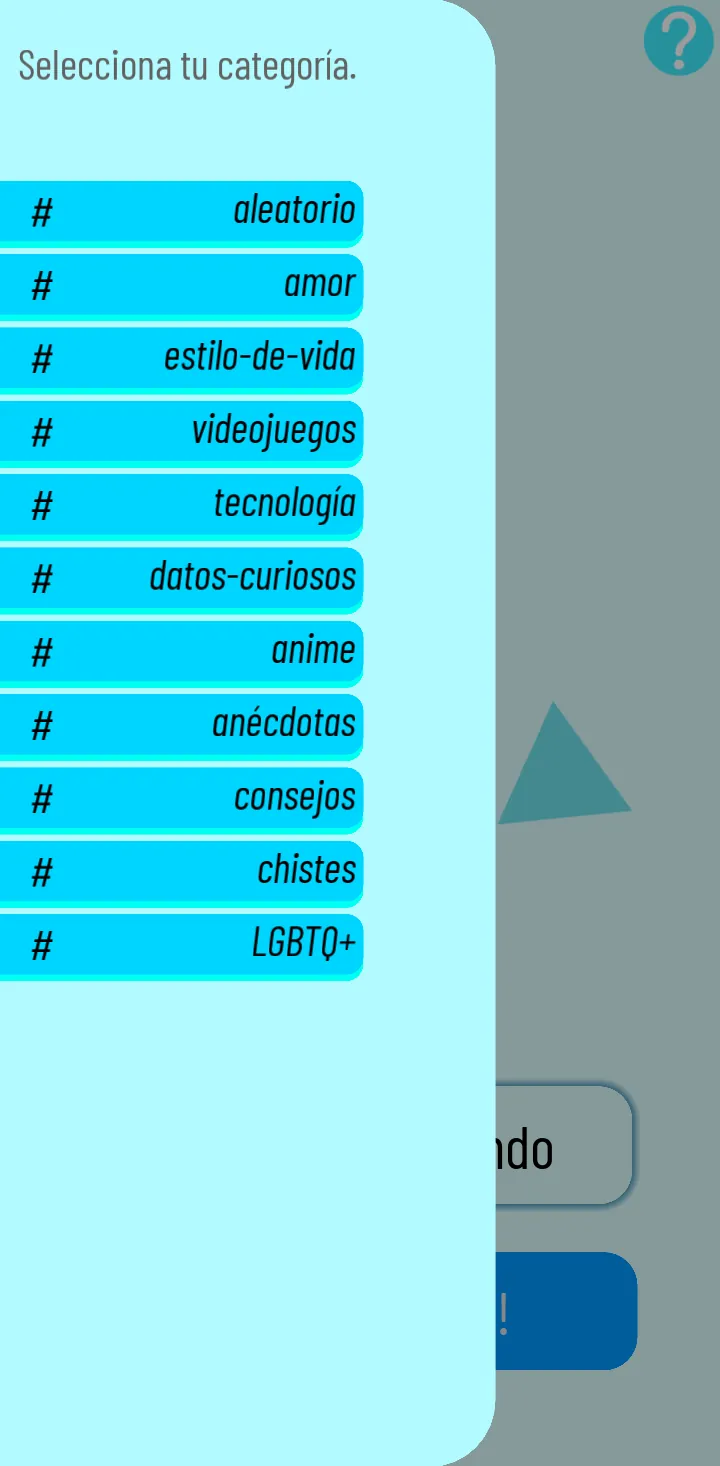 Selecciona tu categoría.
?
# aleatorio
# amor
# estilo-de-vida
# videojuegos
# tecnología
# datos-curiosos
# anime
# anécdotas
# consejos
# chistes
# LGBTQ+
ndo
!